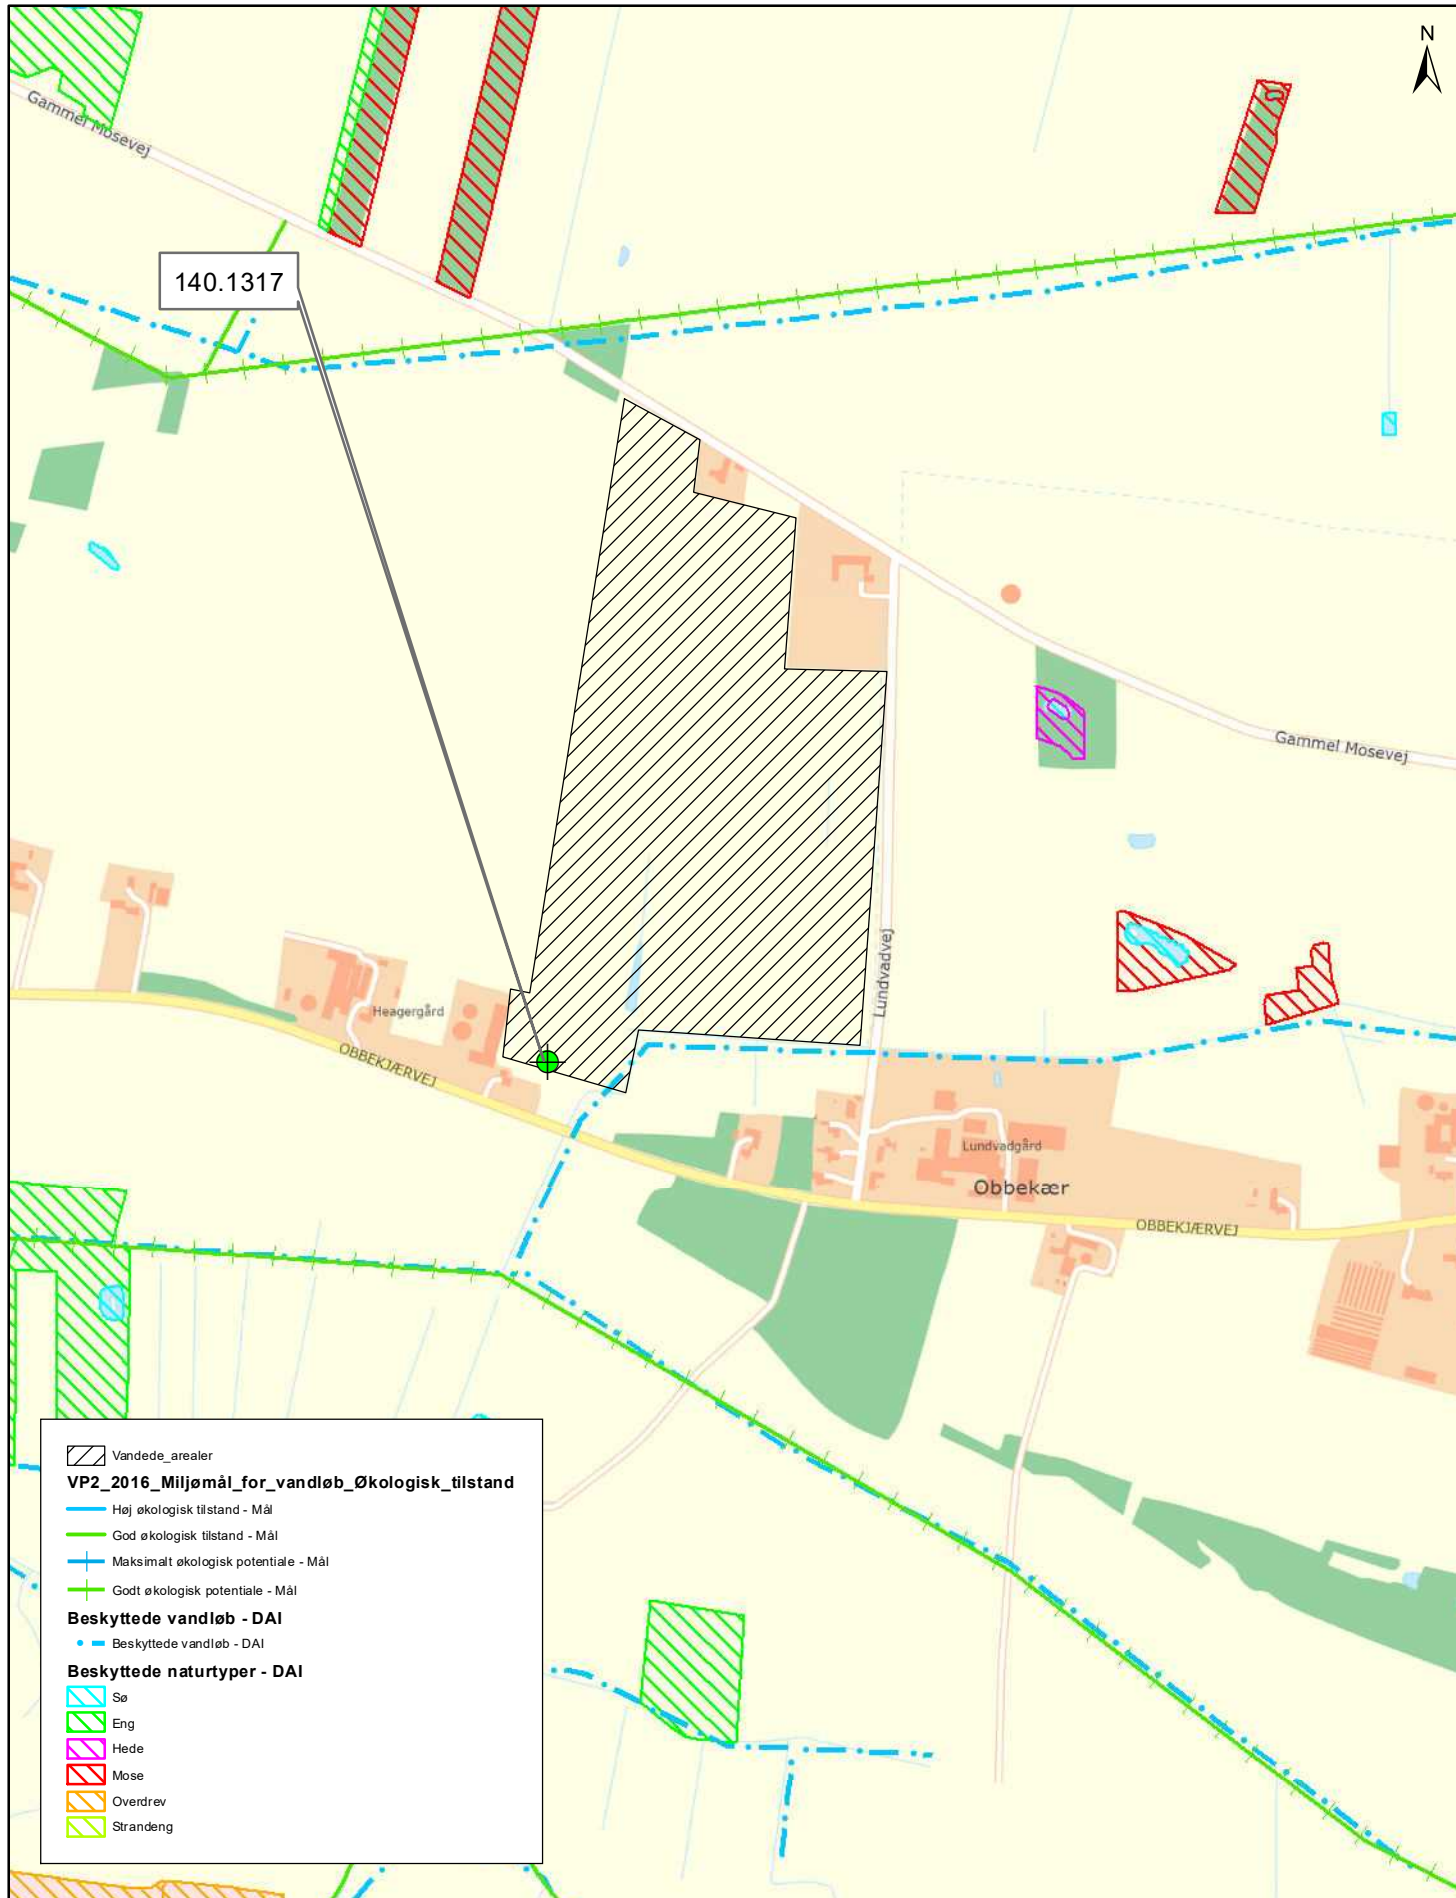 N
Gammel Mosevej
140.1317
Gammel Mosevej
Lundvadvej
Heagergård
OBBEKJÆRVEJ
Lundvadgård
Obbekær
OBBEKJÆRVEJ
Vandede_arealer
VP2_2016_Miljømål_for_vandløb_Økologisk_tilstand
Høj økologisk tilstand - Mål
God økologisk tilstand - Mål
Maksimalt økologisk potentiale - Mål
Godt økologisk potentiale - Mål
Beskyttede vandløb - DAI
Beskyttede vandløb - DAI
Beskyttede naturtyper - DAI
Sø
Eng
Hede
Mose
Overdrev
Strandeng